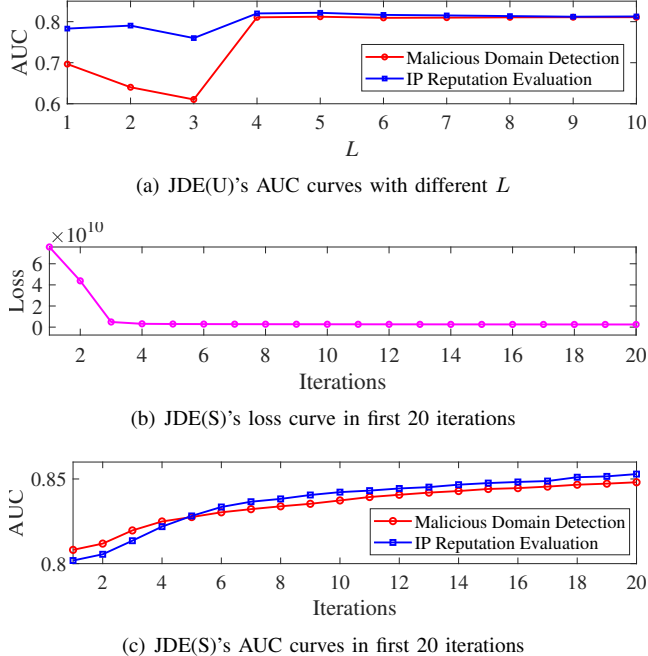 0.8
0.7
0.6
AUC
Malicious Domain Detection
IP Reputation Evaluation
1 2 3 4 5 6 7 8 9 10
L
(a) JDE(U)'s AUC curves with different L
×10^10
6
4
2
0
Loss
2 4 6 8 10 12 14 16 18 20
Iterations
(b) JDE(S)'s loss curve in first 20 iterations
0.85
0.8
AUC
Malicious Domain Detection
IP Reputation Evaluation
2 4 6 8 10 12 14 16 18 20
Iterations
(c) JDE(S)'s AUC curves in first 20 iterations